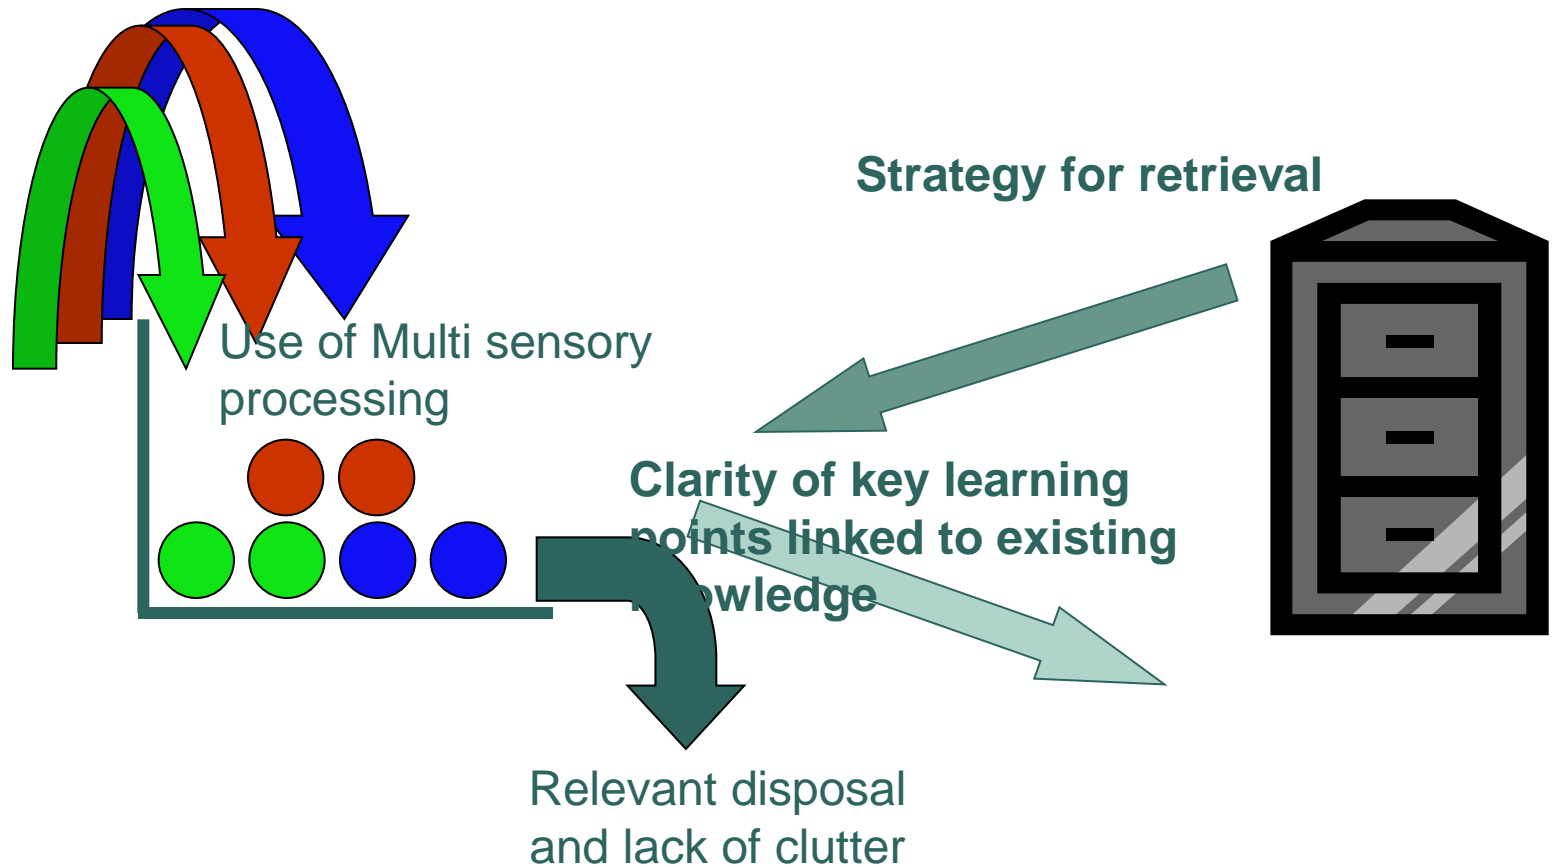 Strategy for retrieval
Use of Multi sensory
processing
Clarity of key learning
points linked to existing
knowledge
Relevant disposal
and lack of clutter